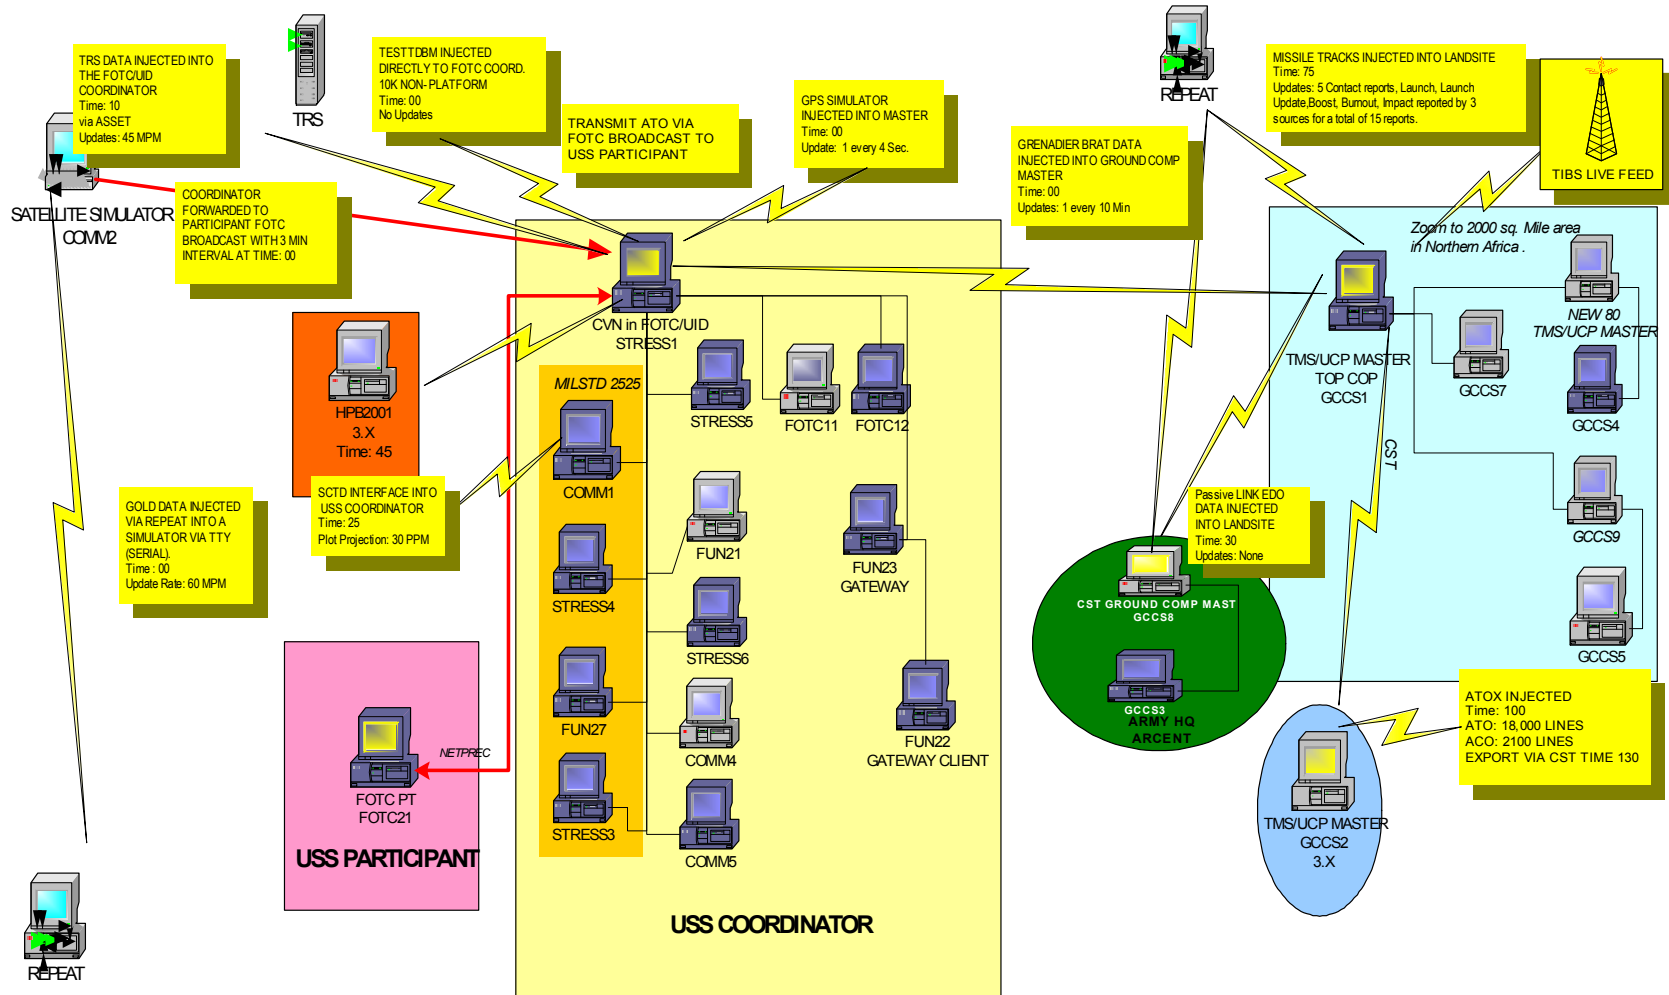 TRS DATA INJECTED INTO
THE FOTC/UID
COORDINATOR
Time: 10
via ASSET
Updates: 45 MPM
TRS
TESTTDBM INJECTED
DIRECTLY TO FOTC COORD.
10K NON- PLATFORM
Time: 00
No Updates
TRANSMIT ATO VIA
FOTC BROADCAST TO
USS PARTICIPANT
GPS SIMULATOR
INJECTED INTO MASTER
Time: 00
Update: 1 every 4 Sec.
REPEAT
MISSILE TRACKS INJECTED INTO LANDSITE
Time: 75
Updates: 5 Contact reports, Launch, Launch
Update,Boost, Burnout, Impact reported by 3
sources for a total of 15 reports.
TIBS LIVE FEED
GRENADIER BRAT DATA
INJECTED INTO GROUND COMP
MASTER
Time: 00
Updates: 1 every 10 Min
SATELLITE SIMULATOR
COMM2
COORDINATOR
FORWARDED TO
PARTICIPANT FOTC
BROADCAST WITH 3 MIN
INTERVAL AT TIME: 00
Zoom to 2000 sq. Mile area
in Northern Africa .
CVN in FOTC/UID
STRESS1
NEW 80
TMS/UCP MASTER
TMS/UCP MASTER
TOP COP
GCCS1
GCCS7
GCCS4
HPB2001
3.X
Time: 45
MILSTD 2525
STRESS5
FOTC11
FOTC12
CST
COMM1
SCTD INTERFACE INTO
USS COORDINATOR
Time: 25
Plot Projection: 30 PPM
GOLD DATA INJECTED
VIA REPEAT INTO A
SIMULATOR VIA TTY
(SERIAL).
Time : 00
Update Rate: 60 MPM
Passive LINK EDO
DATA INJECTED
INTO LANDSITE
Time: 30
Updates: None
GCCS9
FUN21
FUN23
GATEWAY
STRESS4
CST GROUND COMP MAST
GCCS8
STRESS6
GCCS5
GCCS3
ARMY HQ
ARCENT
ATOX INJECTED
Time: 100
ATO: 18,000 LINES
ACO: 2100 LINES
EXPORT VIA CST TIME 130
FUN27
COMM4
FUN22
GATEWAY CLIENT
NETPREC
FOTC PT
FOTC21
USS PARTICIPANT
STRESS3
COMM5
TMS/UCP MASTER
GCCS2
3.X
USS COORDINATOR
REPEAT